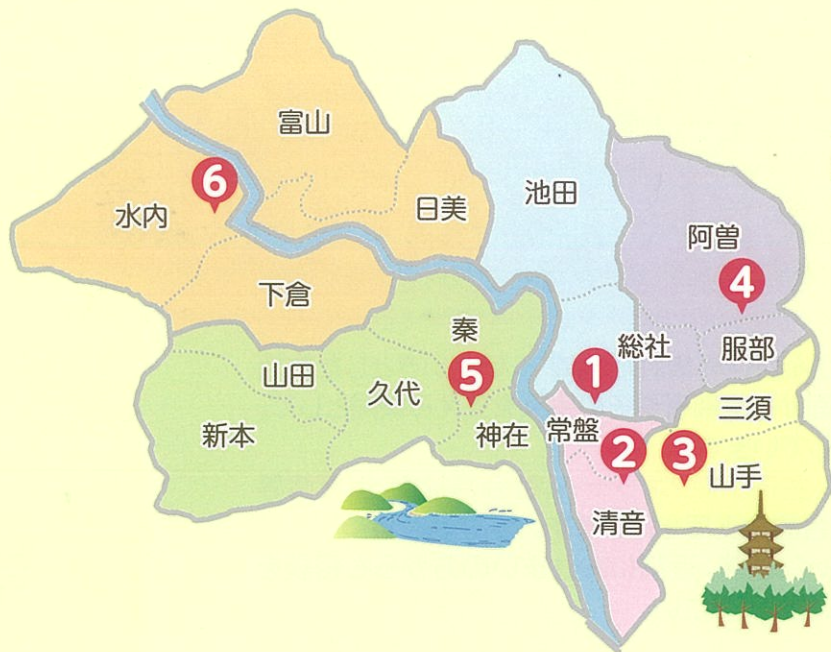 富山
6
水内
日美
池田
阿曽
4
下倉
秦
総社
服部
山田
久代
5
1
三須
新本
神在
常盤
2
3
山手
清音